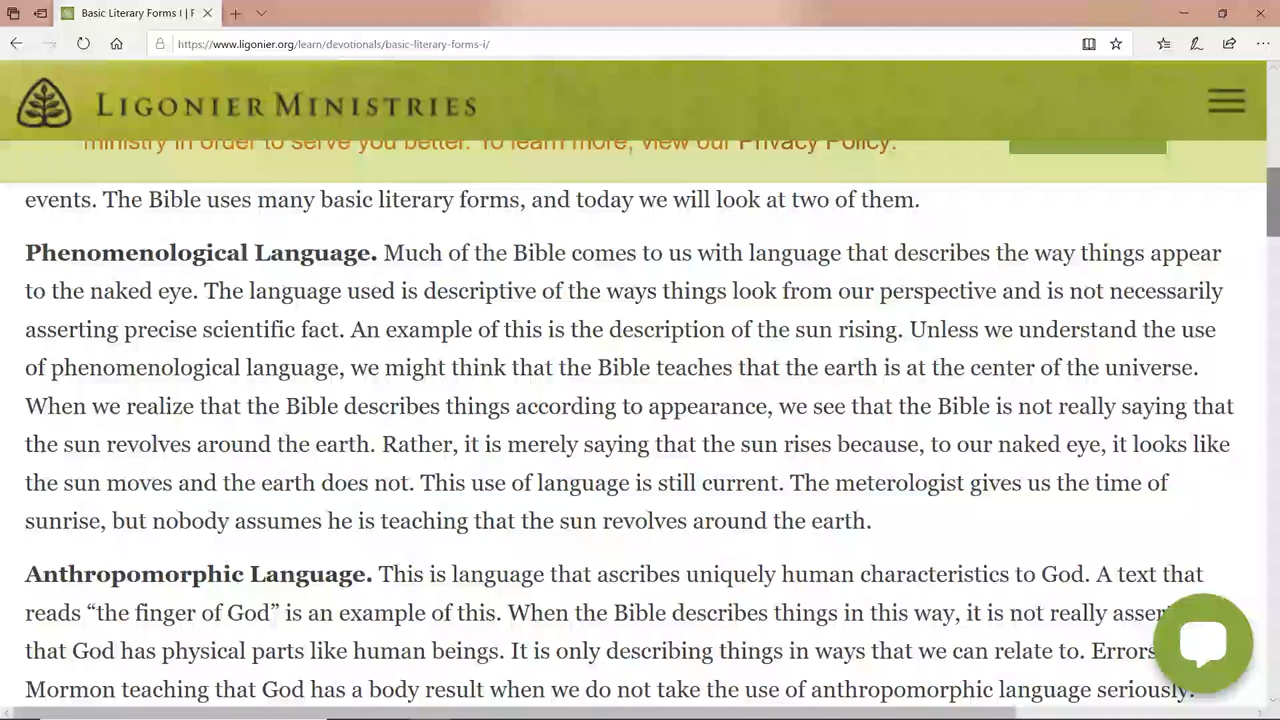 Basic Literary Forms I | F
https://www.ligonier.org/learn/devotionals/basic-literary-forms-i/
LIGONIER MINISTRIES
ministry in order to serve you better. To learn more, view our Privacy Policy.
events. The Bible uses many basic literary forms, and today we will look at two of them.
Phenomenological Language. Much of the Bible comes to us with language that describes the way things appear
to the naked eye. The language used is descriptive of the ways things look from our perspective and is not necessarily
asserting precise scientific fact. An example of this is the description of the sun rising. Unless we understand the use
of phenomenological language, we might think that the Bible teaches that the earth is at the center of the universe.
When we realize that the Bible describes things according to appearance, we see that the Bible is not really saying that
the sun revolves around the earth. Rather, it is merely saying that the sun rises because, to our naked eye, it looks like
the sun moves and the earth does not. This use of language is still current. The meterologist gives us the time of
sunrise, but nobody assumes he is teaching that the sun revolves around the earth.
Anthropomorphic Language. This is language that ascribes uniquely human characteristics to God. A text that
reads “the finger of God” is an example of this. When the Bible describes things in this way, it is not really assert
that God has physical parts like human beings. It is only describing things in ways that we can relate to. Errors
Mormon teaching that God has a body result when we do not take the use of anthropomorphic language seriously.